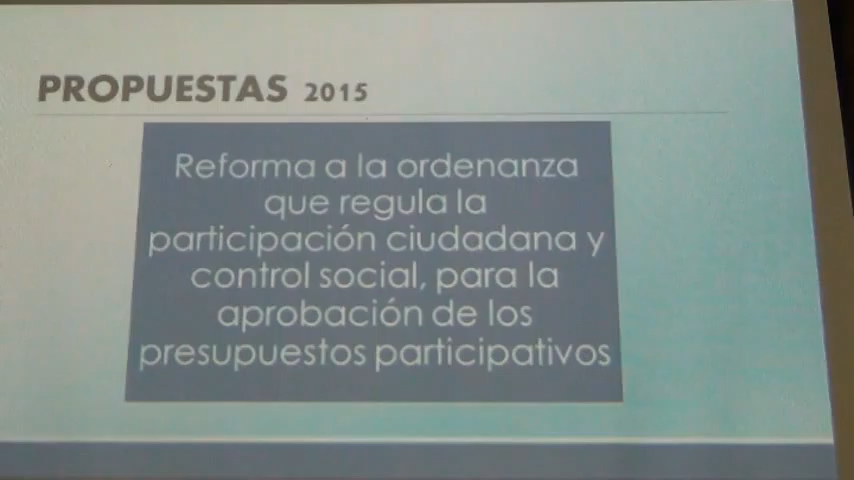 PROPUESTAS 2015
Reforma a la ordenanza
que regula la
participación ciudadana y
control social, para la
aprobación de los
presupuestos participativos